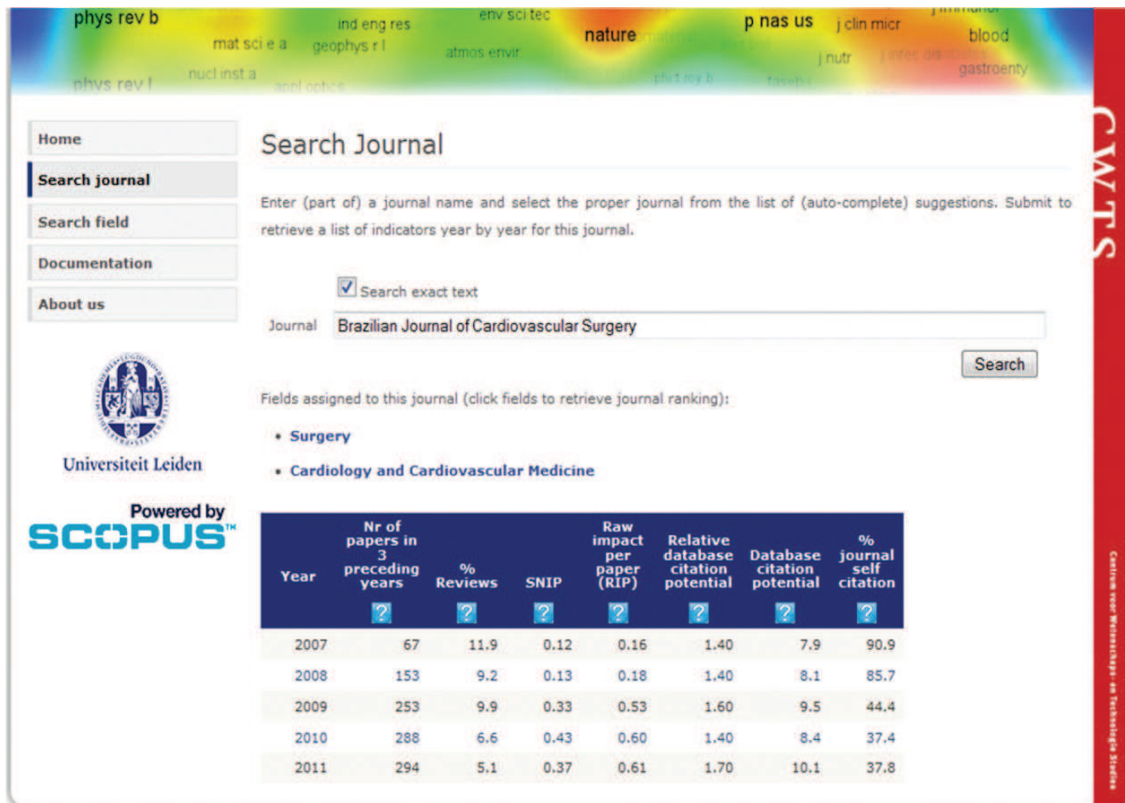 phys rev b
ind eng res
env sci tec
p nas us
j clin micr
nature
blood
mat sci e a
geophys r l
atmos envir
j nutr
gastroenty
nucl inst a
phys rev l
appl optics
CWTS
Home
Search journal
Search field
Documentation
About us
Universiteit Leiden
Powered by
SCOPUS™
Search Journal
Enter (part of) a journal name and select the proper journal from the list of (auto-complete) suggestions. Submit to
retrieve a list of indicators year by year for this journal.
Search exact text
Journal Brazilian Journal of Cardiovascular Surgery
Search
Fields assigned to this journal (click fields to retrieve journal ranking):
• Surgery
• Cardiology and Cardiovascular Medicine
Year Nr of papers in 3 preceding years % Reviews SNIP Raw impact per paper (RIP) Relative database citation potential Database citation potential % journal self citation
? ? ? ? ? ? ?
2007 67 11.9 0.12 0.16 1.40 7.9 90.9
2008 153 9.2 0.13 0.18 1.40 8.1 85.7
2009 253 9.9 0.33 0.53 1.60 9.5 44.4
2010 288 6.6 0.43 0.60 1.40 8.4 37.4
2011 294 5.1 0.37 0.61 1.70 10.1 37.8
Centrum voor Wetenschaps- en Technologie Studies